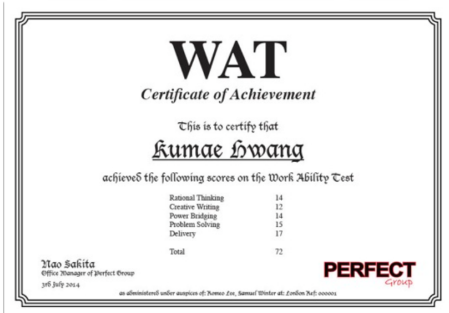 WAT
Certificate of Achievement
This is to certify that
Kumae Hwang
achieved the following scores on the Work Ability Test
Rational Thinking 14
Creative Writing 12
Power Bridging 14
Problem Solving 15
Delivery 17
Total 72
Nao Sakita
Office Manager of Perfect Group
3rd July 2014
PERFECT
Group
an administered under auspices of: Romeo Lee, Samuel Winter at: London Ref: 000001